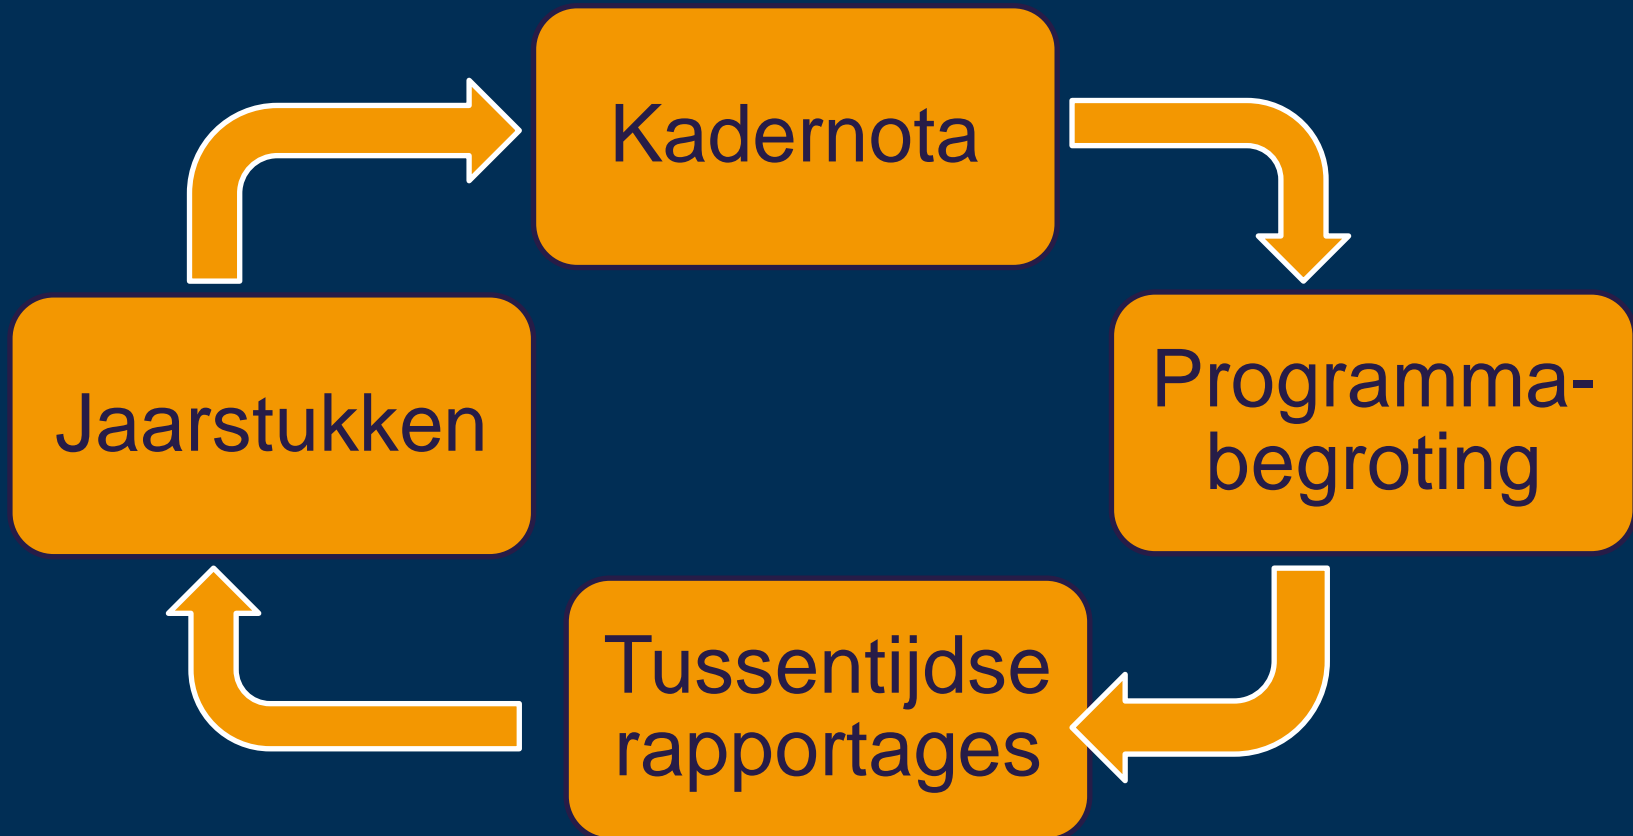 Kadernota
Programma-
begroting
Tussentijdse
rapportages
Jaarstukken